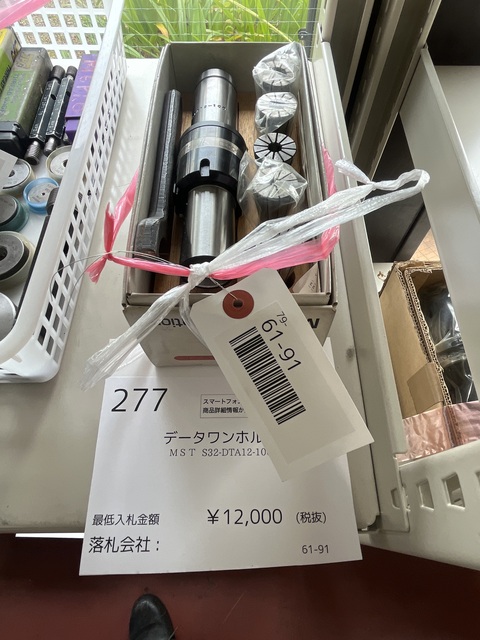 79-
61-91
277
スマートフォ
商品詳細情報が
データワンホル
MST S32-DTA12-10
最低入札金額 ￥12,000 (税抜)
落札会社：
61-91